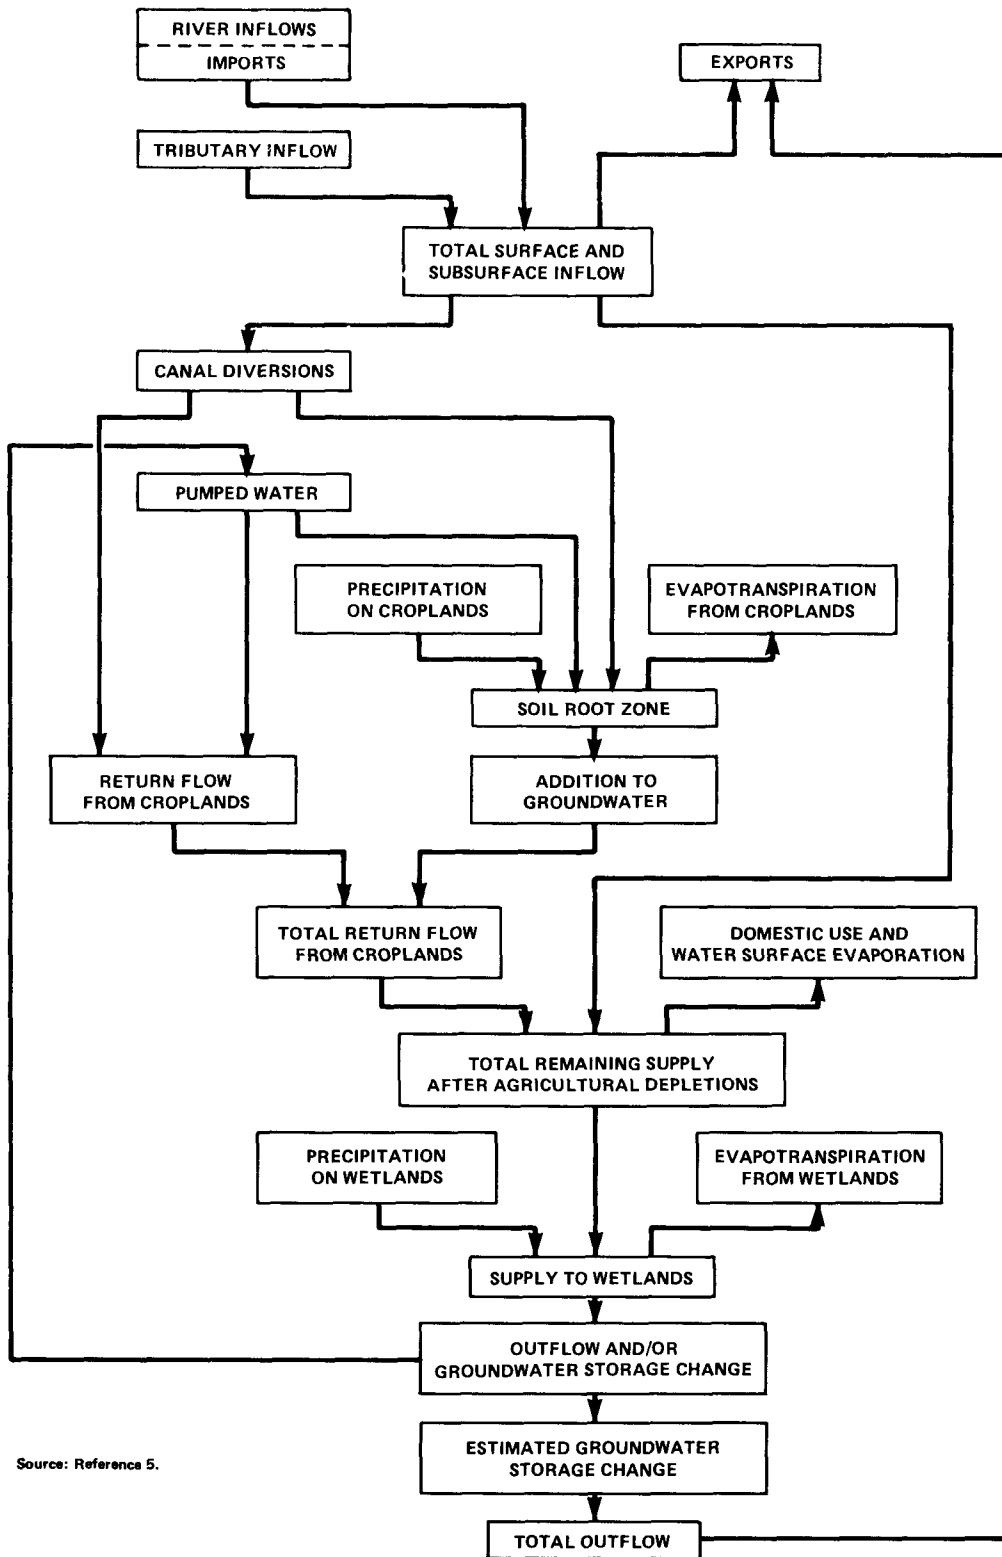 RIVER INFLOWS
IMPORTS
EXPORTS
TRIBUTARY INFLOW
TOTAL SURFACE AND
SUBSURFACE INFLOW
CANAL DIVERSIONS
PUMPED WATER
PRECIPITATION
ON CROPLANDS
EVAPOTRANSPIRATION
FROM CROPLANDS
SOIL ROOT ZONE
RETURN FLOW
FROM CROPLANDS
ADDITION TO
GROUNDWATER
TOTAL RETURN FLOW
FROM CROPLANDS
DOMESTIC USE AND
WATER SURFACE EVAPORATION
TOTAL REMAINING SUPPLY
AFTER AGRICULTURAL DEPLETIONS
PRECIPITATION
ON WETLANDS
EVAPOTRANSPIRATION
FROM WETLANDS
SUPPLY TO WETLANDS
OUTFLOW AND/OR
GROUNDWATER STORAGE CHANGE
ESTIMATED GROUNDWATER
STORAGE CHANGE
Source: Reference 5.
TOTAL OUTFLOW